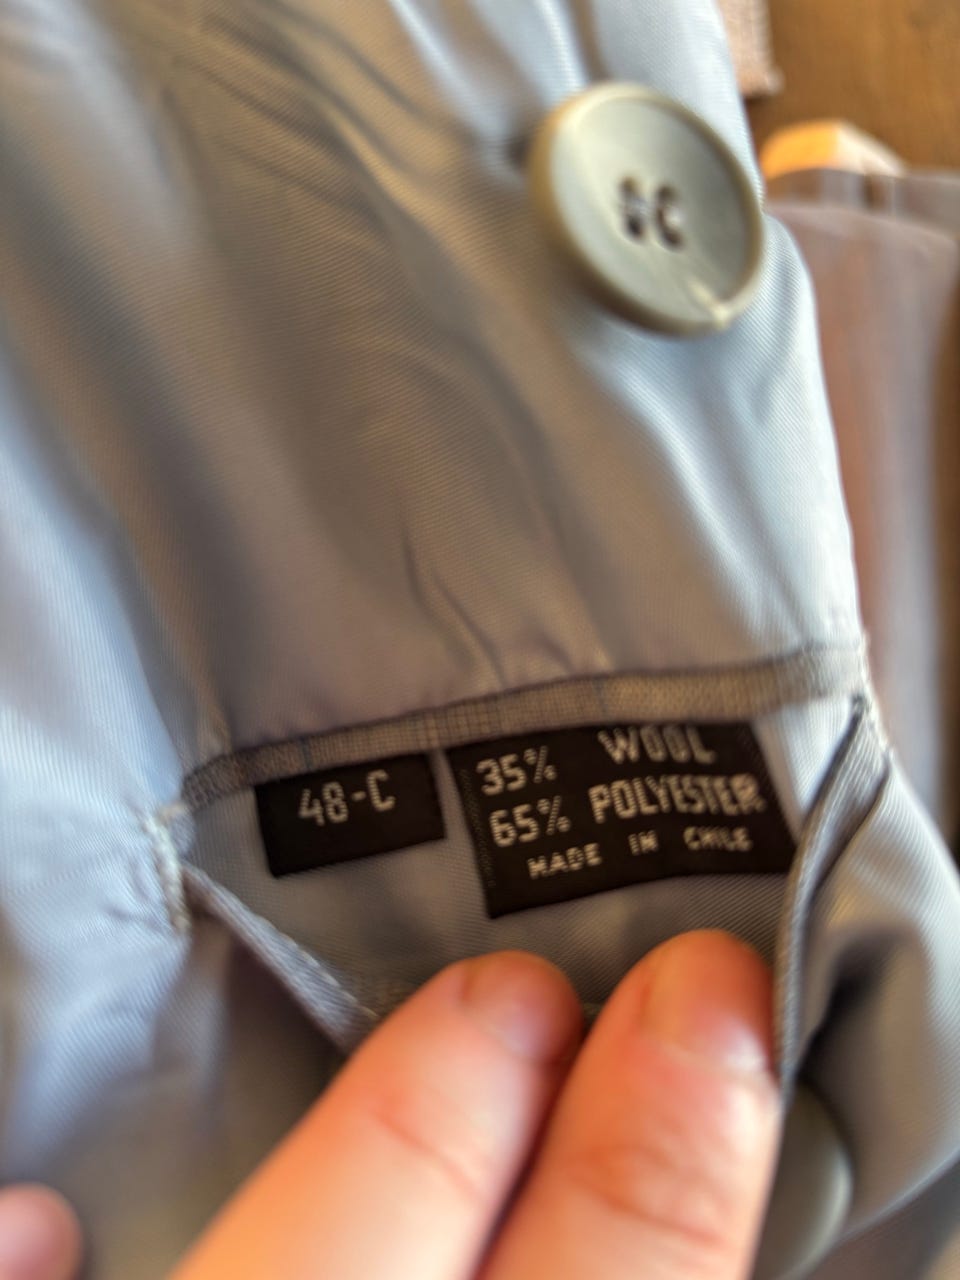 48-C
35% WOOL
65% POLYESTER
MADE IN CHILE